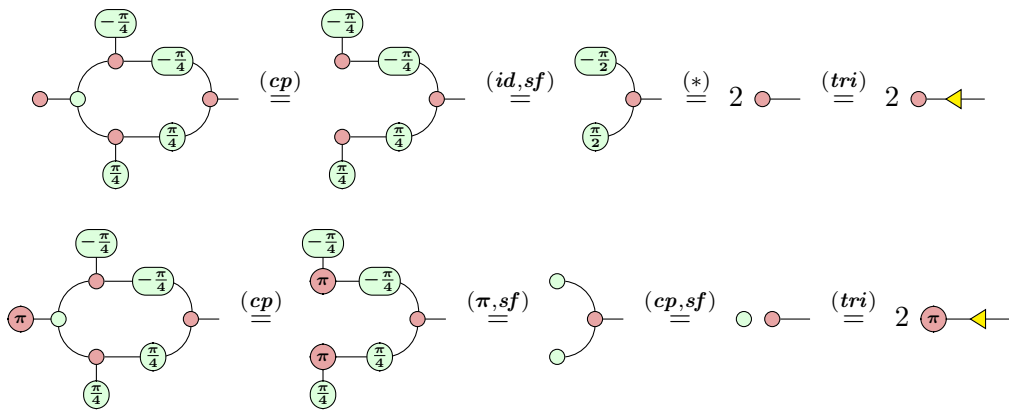 −π/4
−π/4 −π/4 −π/4 −π/2
(cp) = (id,sf) = (*) = 2 (tri) = 2
π/4 π/4 π/2
π/4 π/4
−π/4 −π/4
−π/4 π −π/4
π (cp) = (π,sf) = (cp,sf) = (tri) = 2 π
π/4 π π/4
π/4 π/4